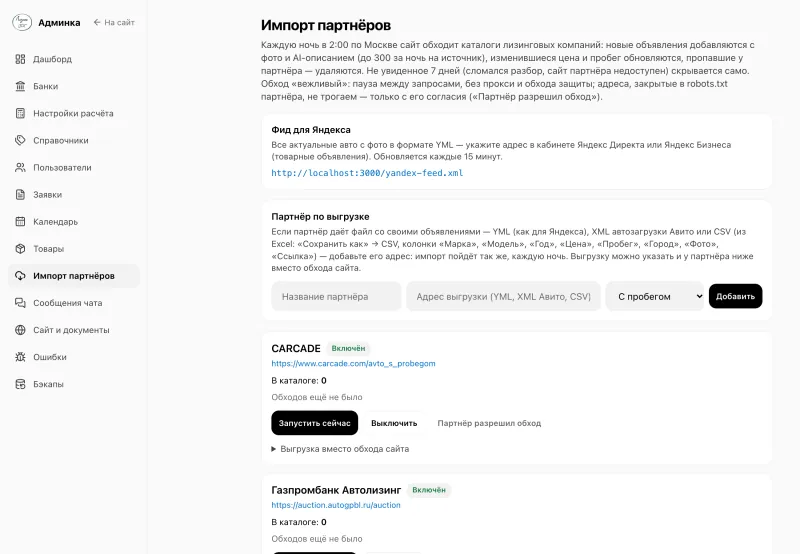 Админка
← На сайт
Дашборд
Банки
Настройки расчёта
Справочники
Пользователи
Заявки
Календарь
Товары
Импорт партнёров
Сообщения чата
Сайт и документы
Ошибки
Бэкапы
Импорт партнёров
Каждую ночь в 2:00 по Москве сайт обходит каталоги лизинговых компаний: новые объявления добавляются с
фото и AI-описанием (до 300 за ночь на источник), изменившиеся цена и пробег обновляются, пропавшие у
партнёра — удаляются. Не увиденное 7 дней (сломался разбор, сайт партнёра недоступен) скрывается само.
Обход «вежливый»: пауза между запросами, без прокси и обхода защиты; адреса, закрытые в robots.txt
партнёра, не трогаем — только с его согласия («Партнёр разрешил обход»).
Фид для Яндекса
Все актуальные авто с фото в формате YML — укажите адрес в кабинете Яндекс Директа или Яндекс Бизнеса
(товарные объявления). Обновляется каждые 15 минут.
http://localhost:3000/yandex-feed.xml
Партнёр по выгрузке
Если партнёр даёт файл со своими объявлениями — YML (как для Яндекса), XML автозагрузки Авито или CSV (из
Excel: «Сохранить как» → CSV, колонки «Марка», «Модель», «Год», «Цена», «Пробег», «Город», «Фото»,
«Ссылка») — добавьте его адрес: импорт пойдёт так же, каждую ночь. Выгрузку можно указать и у партнёра ниже
вместо обхода сайта.
Название партнёра
Адрес выгрузки (YML, XML Авито, CSV)
С пробегом
Добавить
CARCADE
Включён
https://www.carcade.com/avto_s_probegom
В каталоге: 0
Обходов ещё не было
Запустить сейчас
Выключить
Партнёр разрешил обход
Выгрузка вместо обхода сайта
Газпромбанк Автолизинг
Включён
https://auction.autogpbl.ru/auction
В каталоге: 0
Обходов ещё не было